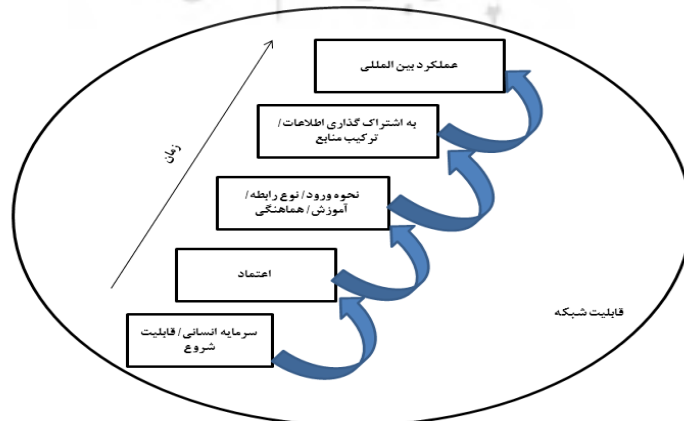 عملکرد بین المللی
به اشتراک گذاری اطلاعات/
ترکیب منابع
زمان
نحوه ورود/ نوع رابطه/
آموزش/ هماهنگی
اعتماد
قابلیت شبکه
سرمایه انسانی/ قابلیت
شروع